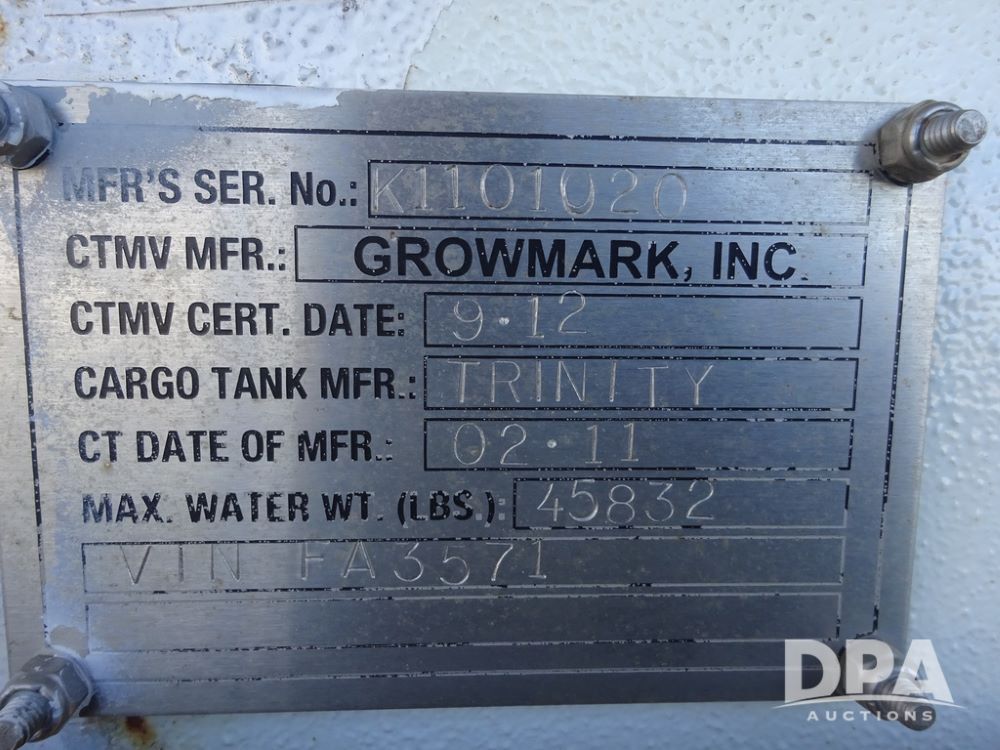 MFR'S SER. No.: K1101020
CTMV MFR.: GROWMARK, INC.
CTMV CERT. DATE: 9·12
CARGO TANK MFR.: TRINITY
CT DATE OF MFR.: 02·11
MAX. WATER WT. (LBS.): 45832
VIN FA3571
DPA
AUCTIONS